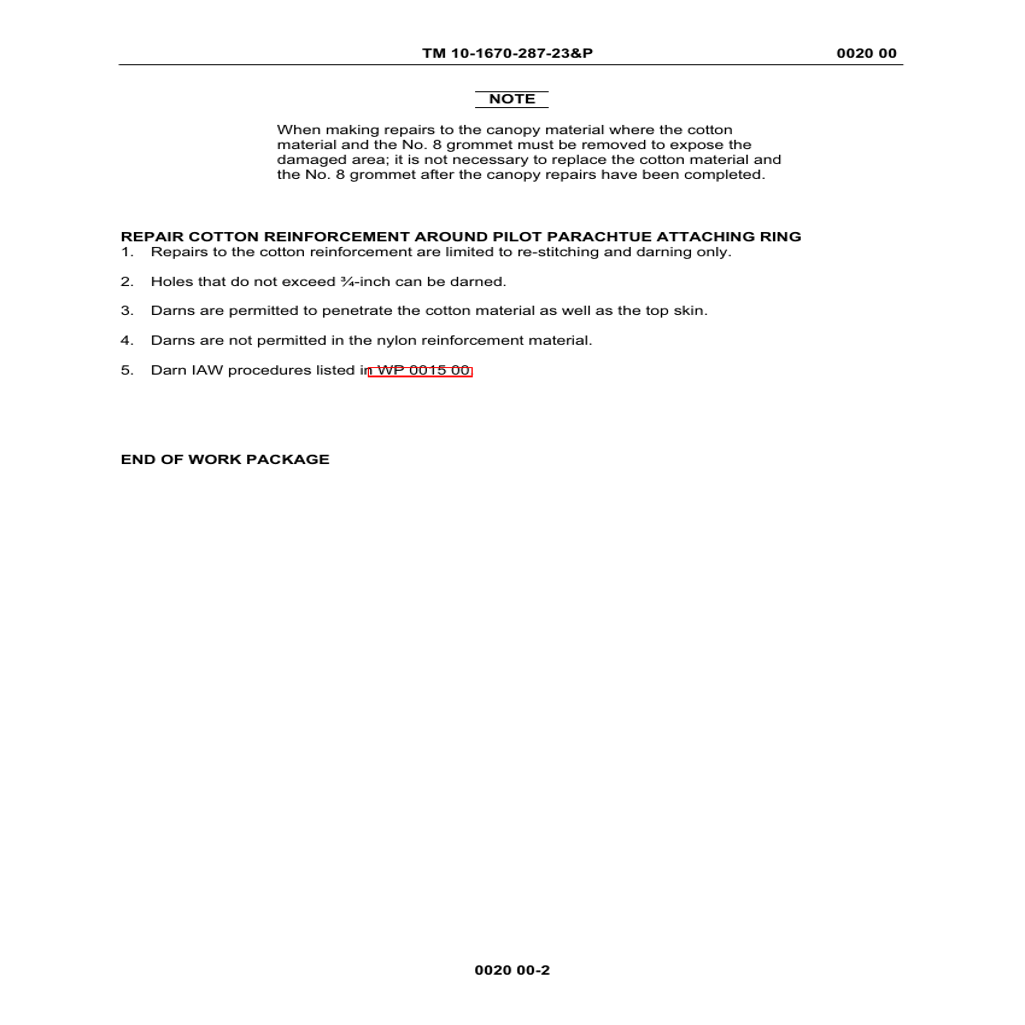 TM 10-1670-287-23&P 0020 00
NOTE
When making repairs to the canopy material where the cotton
material and the No. 8 grommet must be removed to expose the
damaged area; it is not necessary to replace the cotton material and
the No. 8 grommet after the canopy repairs have been completed.
REPAIR COTTON REINFORCEMENT AROUND PILOT PARACHTUE ATTACHING RING
1. Repairs to the cotton reinforcement are limited to re-stitching and darning only.
2. Holes that do not exceed ¾-inch can be darned.
3. Darns are permitted to penetrate the cotton material as well as the top skin.
4. Darns are not permitted in the nylon reinforcement material.
5. Darn IAW procedures listed in WP 0015 00.
END OF WORK PACKAGE
0020 00-2